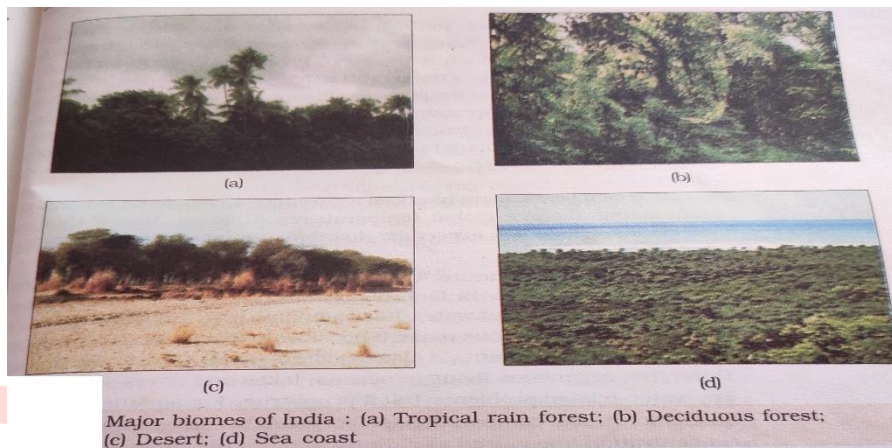 (a)
(b)
(c)
(d)
Major biomes of India : (a) Tropical rain forest; (b) Deciduous forest;
(c) Desert; (d) Sea coast